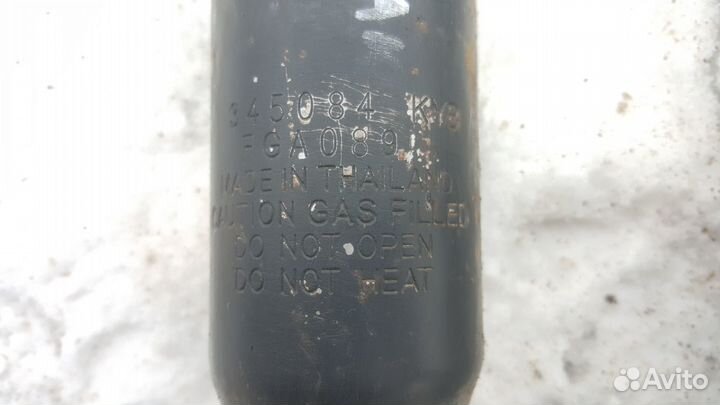 345084 KYB
FGA089
MADE IN THAILAND
CAUTION GAS FILLED
DO NOT OPEN
DO NOT HEAT
Avito